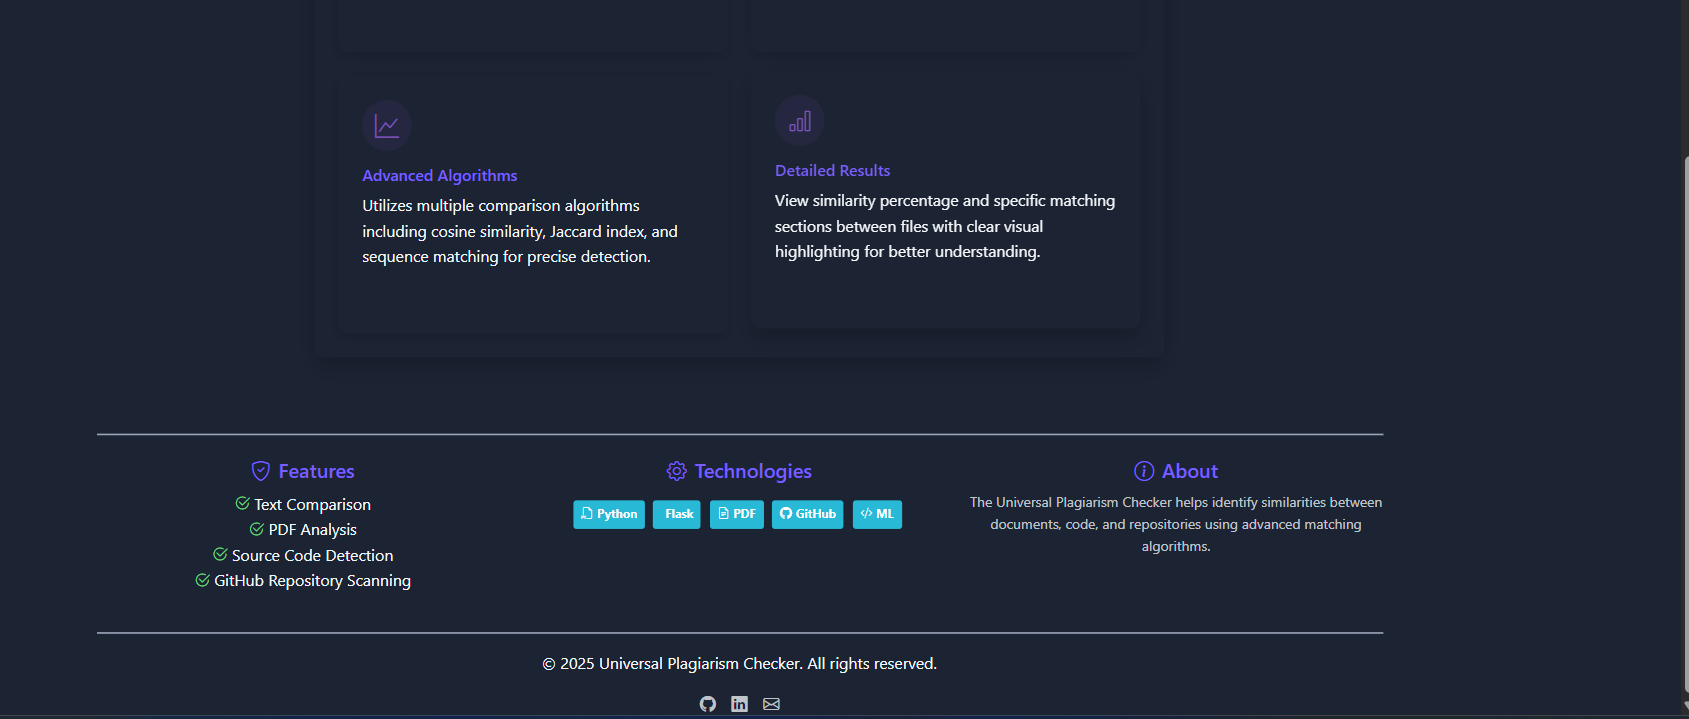 Advanced Algorithms
Utilizes multiple comparison algorithms
including cosine similarity, Jaccard index, and
sequence matching for precise detection.
Detailed Results
View similarity percentage and specific matching
sections between files with clear visual
highlighting for better understanding.
Features
Text Comparison
PDF Analysis
Source Code Detection
GitHub Repository Scanning
Technologies
Python Flask PDF GitHub ML
About
The Universal Plagiarism Checker helps identify similarities between
documents, code, and repositories using advanced matching
algorithms.
© 2025 Universal Plagiarism Checker. All rights reserved.